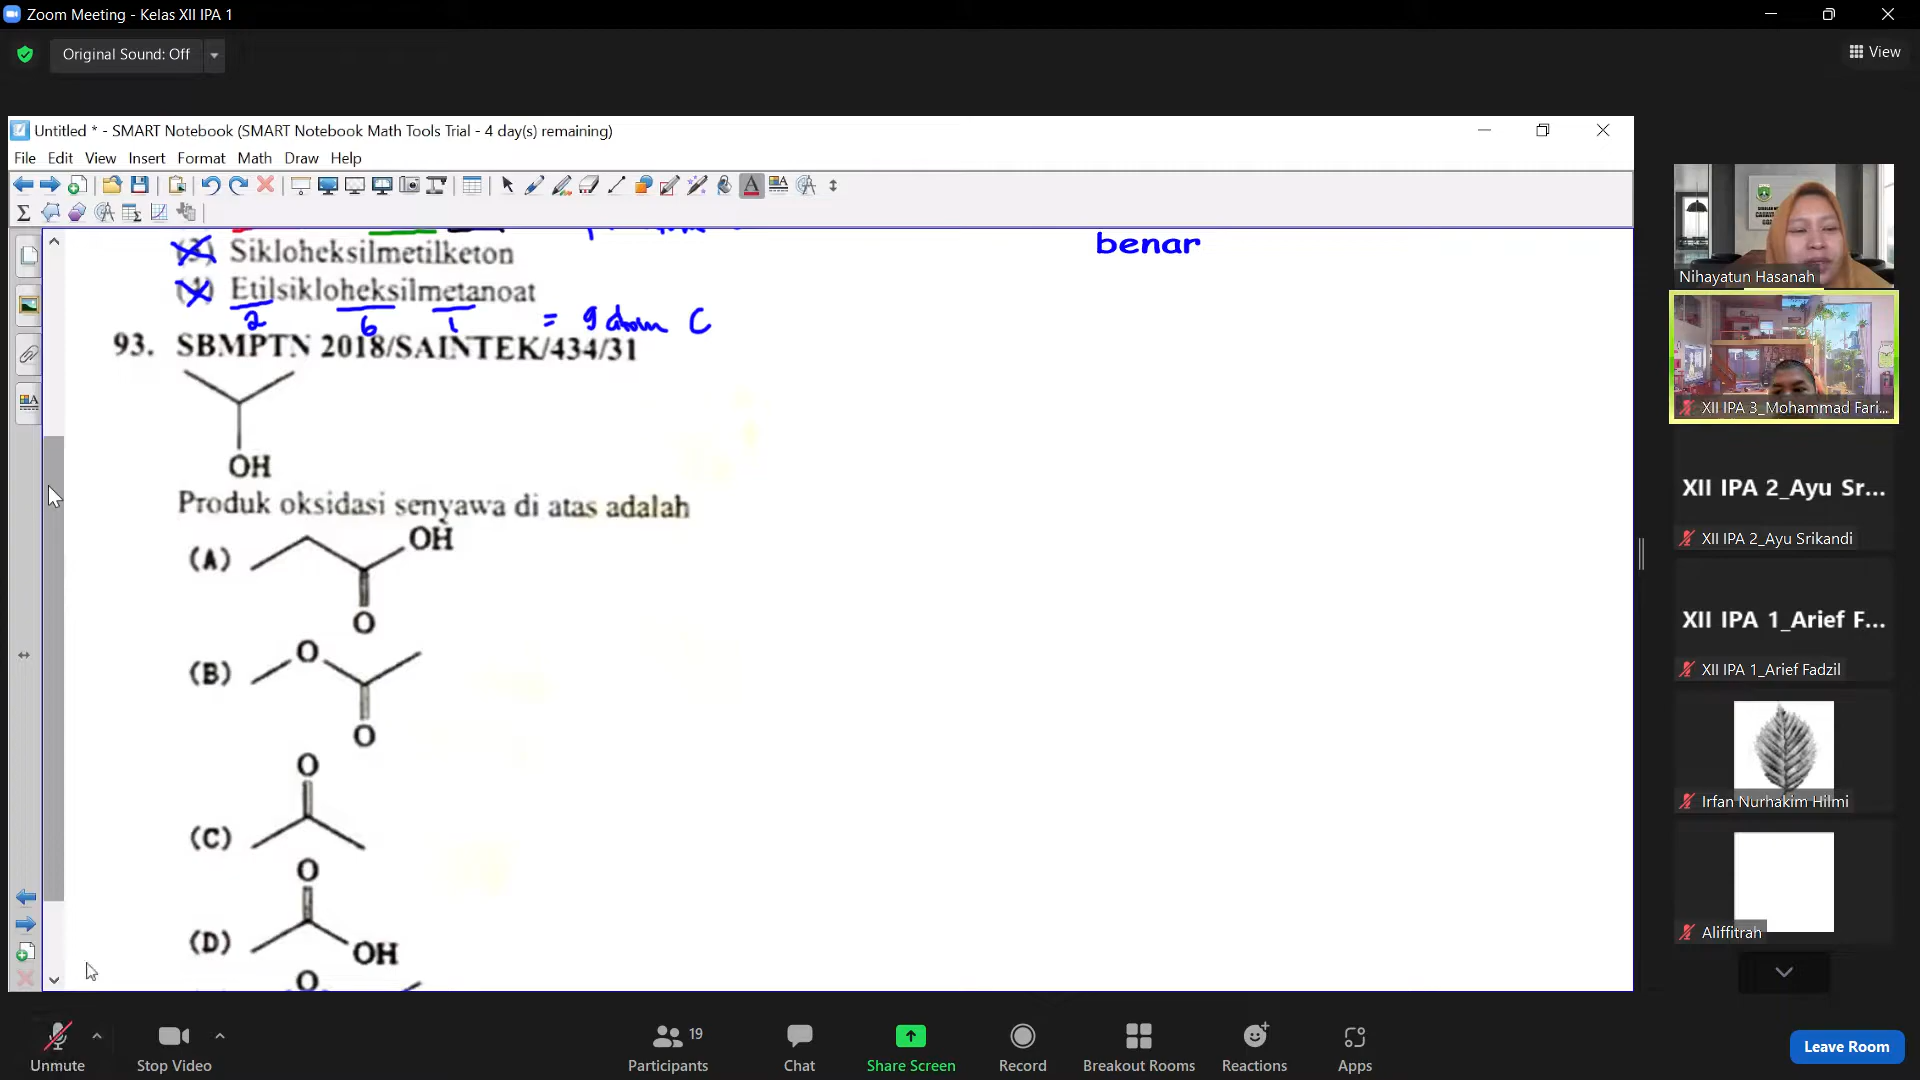 Zoom Meeting - Kelas XII IPA 1
Original Sound: Off
View
Untitled * - SMART Notebook (SMART Notebook Math Tools Trial - 4 day(s) remaining)
File Edit View Insert Format Math Draw Help
benar
Sikloheksilmetilketon
(4) Etilsikloheksilmetanoat
2 6 1 = 9 atom C
93. SBMPTN 2018/SAINTEK/434/31
OH
Produk oksidasi senyawa di atas adalah
(A) OH
O
(B) O
O
O
(C)
O
(D) OH
O
Nihayatun Hasanah
XII IPA 3_Mohammad Fari...
XII IPA 2_Ayu Sr...
XII IPA 2_Ayu Srikandi
XII IPA 1_Arief F...
XII IPA 1_Arief Fadzil
Irfan Nurhakim Hilmi
Aliffitrah
Unmute
Stop Video
19
Participants
Chat
Share Screen
Record
Breakout Rooms
Reactions
Apps
Leave Room